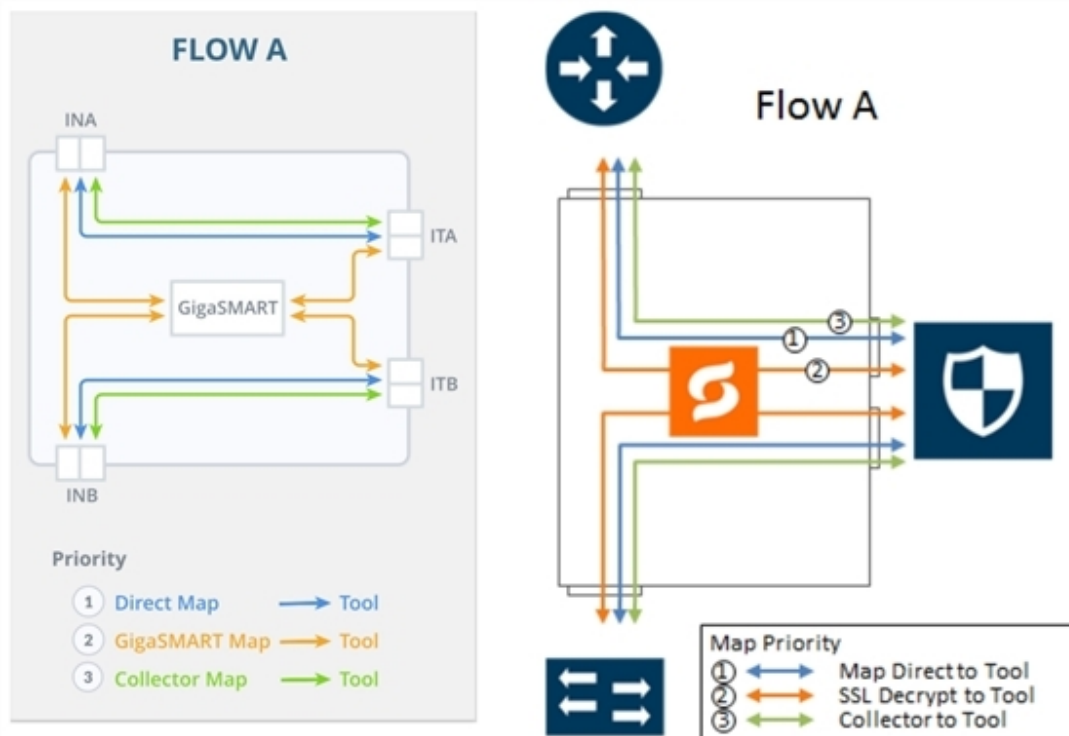 FLOW A
INA
ITA
GigaSMART
ITB
INB
Priority
1 Direct Map Tool
2 GigaSMART Map Tool
3 Collector Map Tool
Flow A
3
1
2
Map Priority
1 Map Direct to Tool
2 SSL Decrypt to Tool
3 Collector to Tool